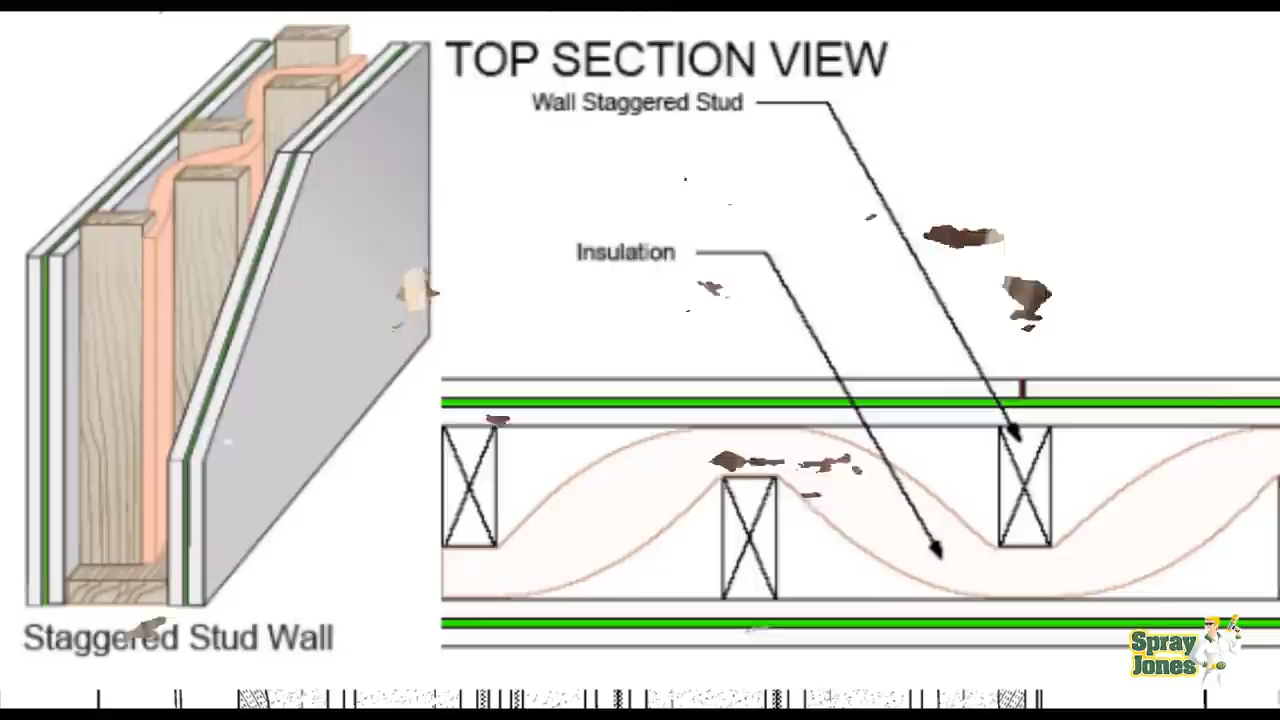 TOP SECTION VIEW
Wall Staggered Stud
Insulation
Staggered Stud Wall
Spray
Jones